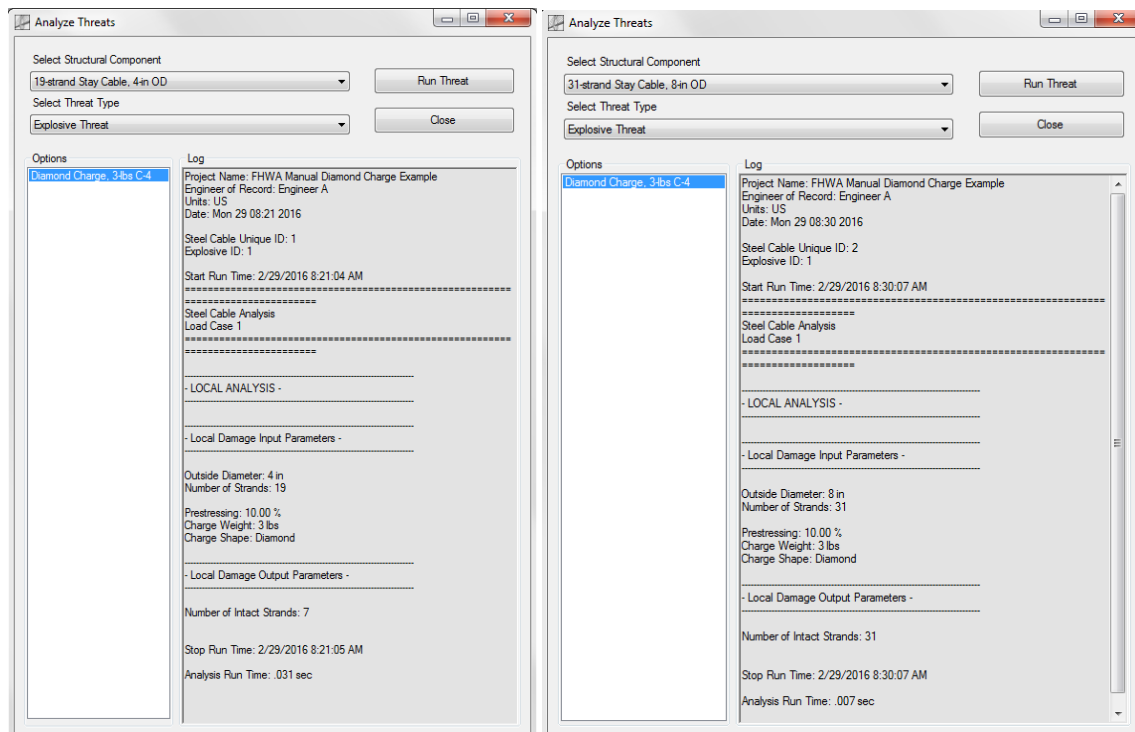 Analyze Threats
Select Structural Component
19-strand Stay Cable, 4-in OD
Run Threat
Select Threat Type
Explosive Threat
Close
Options
Diamond Charge, 3-lbs C-4
Log
Project Name: FHWA Manual Diamond Charge Example
Engineer of Record: Engineer A
Units: US
Date: Mon 29 08:21 2016
Steel Cable Unique ID: 1
Explosive ID: 1
Start Run Time: 2/29/2016 8:21:04 AM
Steel Cable Analysis
Load Case 1
- LOCAL ANALYSIS -
- Local Damage Input Parameters -
Outside Diameter: 4 in
Number of Strands: 19
Prestressing: 10.00 %
Charge Weight: 3 lbs
Charge Shape: Diamond
- Local Damage Output Parameters -
Number of Intact Strands: 7
Stop Run Time: 2/29/2016 8:21:05 AM
Analysis Run Time: .031 sec
Analyze Threats
Select Structural Component
31-strand Stay Cable, 8-in OD
Run Threat
Select Threat Type
Explosive Threat
Close
Options
Diamond Charge, 3-lbs C-4
Log
Project Name: FHWA Manual Diamond Charge Example
Engineer of Record: Engineer A
Units: US
Date: Mon 29 08:30 2016
Steel Cable Unique ID: 2
Explosive ID: 1
Start Run Time: 2/29/2016 8:30:07 AM
Steel Cable Analysis
Load Case 1
- LOCAL ANALYSIS -
- Local Damage Input Parameters -
Outside Diameter: 8 in
Number of Strands: 31
Prestressing: 10.00 %
Charge Weight: 3 lbs
Charge Shape: Diamond
- Local Damage Output Parameters -
Number of Intact Strands: 31
Stop Run Time: 2/29/2016 8:30:07 AM
Analysis Run Time: .007 sec